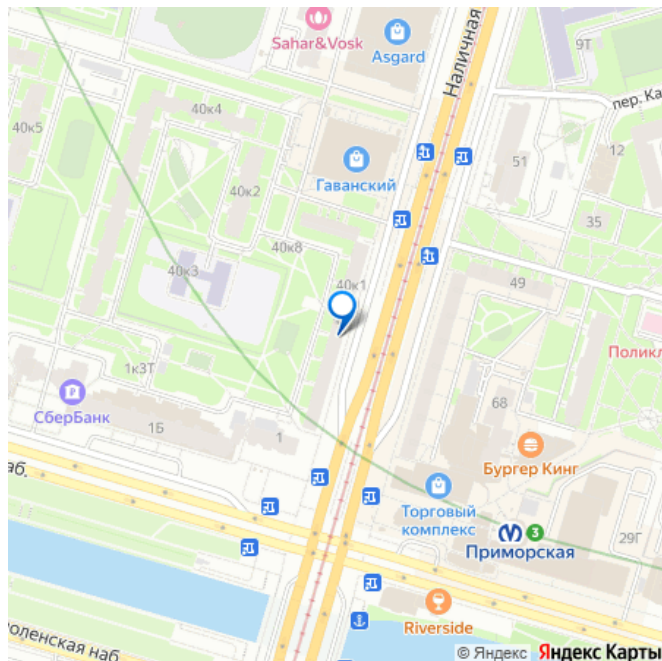 Sahar&Vosk
Asgard
Наличная
9Т
пер. Ка
40к5
40к4
12
51
40к2
Гаванский
35
40к8
40к3
40к1
49
Поликл
1к3Т
СберБанк
68
1Б
1
Бургер Кинг
аб.
Торговый
комплекс
3
Приморская
29Г
оленская наб.
Riverside
© Яндекс Яндекс Карты